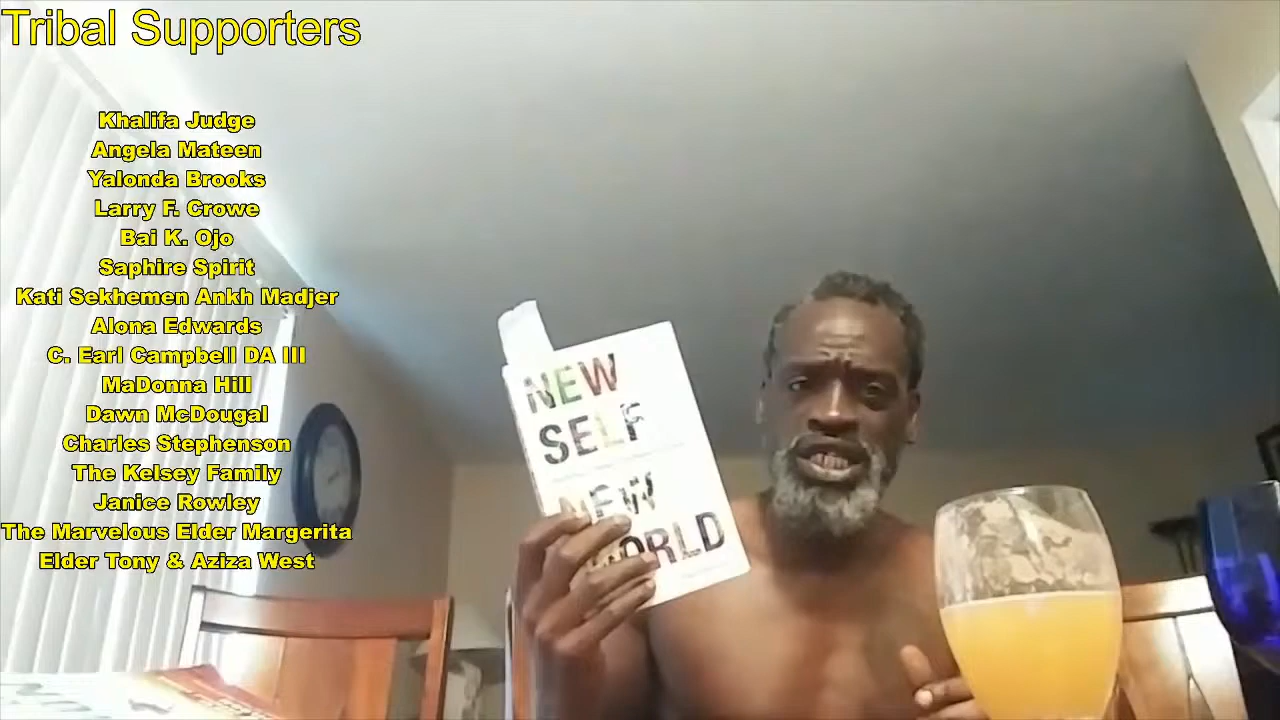 Tribal Supporters
Khalifa Judge
Angela Mateen
Yalonda Brooks
Larry F. Crowe
Bai K. Ojo
Saphire Spirit
Kati Sekhemen Ankh Madjer
Alona Edwards
C. Earl Campbell DA III
MaDonna Hill
Dawn McDougal
Charles Stephenson
The Kelsey Family
Janice Rowley
The Marvelous Elder Margerita
Elder Tony & Aziza West
NEW
SELF
NEW
WORLD